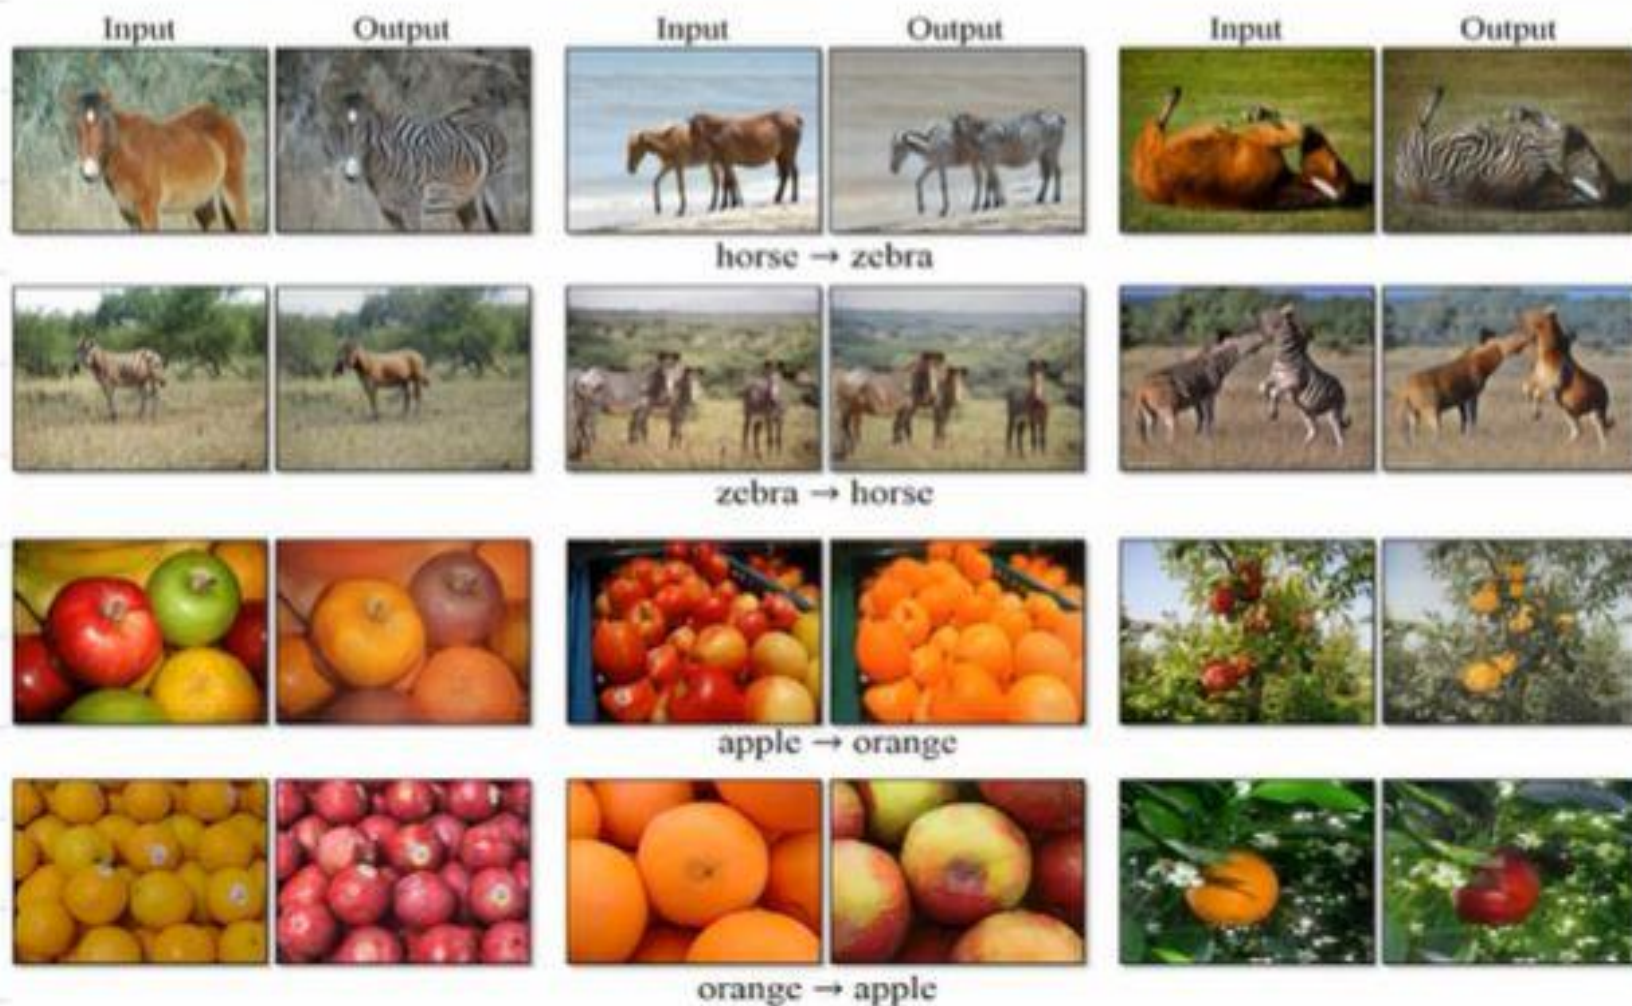 Input Output Input Output Input Output
horse → zebra
zebra → horse
apple → orange
orange → apple